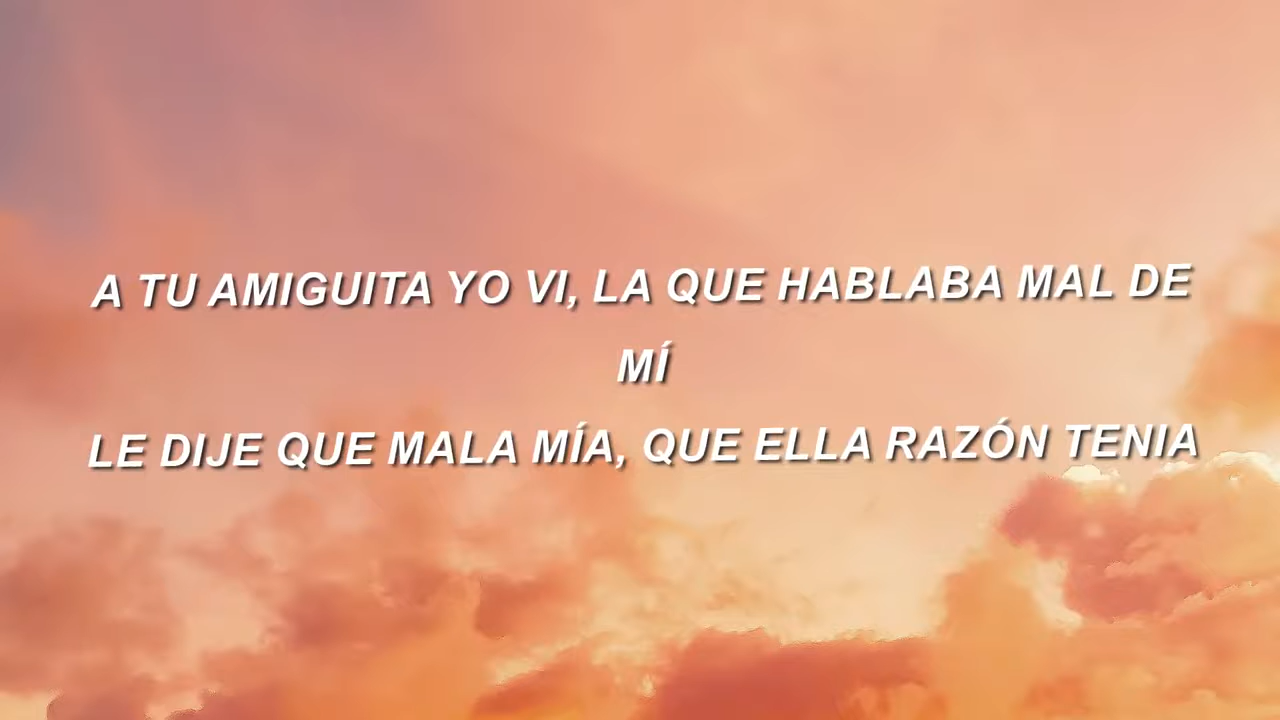 A TU AMIGUITA YO VI, LA QUE HABLABA MAL DE
MÍ
LE DIJE QUE MALA MÍA, QUE ELLA RAZÓN TENIA